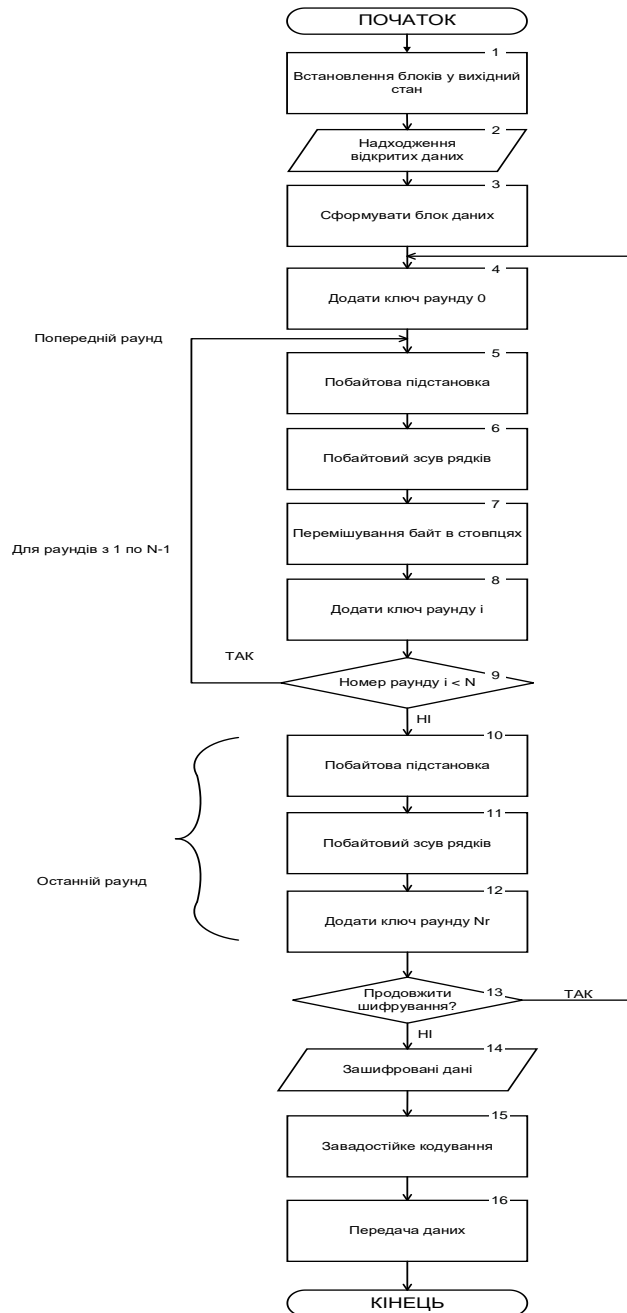 ПОЧАТОК
1
Встановлення блоків у вихідний
стан
2
Надходження
відкритих даних
3
Сформувати блок даних
4
Додати ключ раунду 0
Попередній раунд
5
Побайтова підстановка
6
Побайтовий зсув рядків
7
Перемішування байт в стовпцях
Для раундів з 1 по N-1
8
Додати ключ раунду і
ТАК
9
Номер раунду і < N
НІ
10
Побайтова підстановка
11
Побайтовий зсув рядків
Останній раунд
12
Додати ключ раунду Nr
13
Продовжити
шифрування?
ТАК
НІ
14
Зашифровані дані
15
Завадостійке кодування
16
Передача даних
КІНЕЦЬ